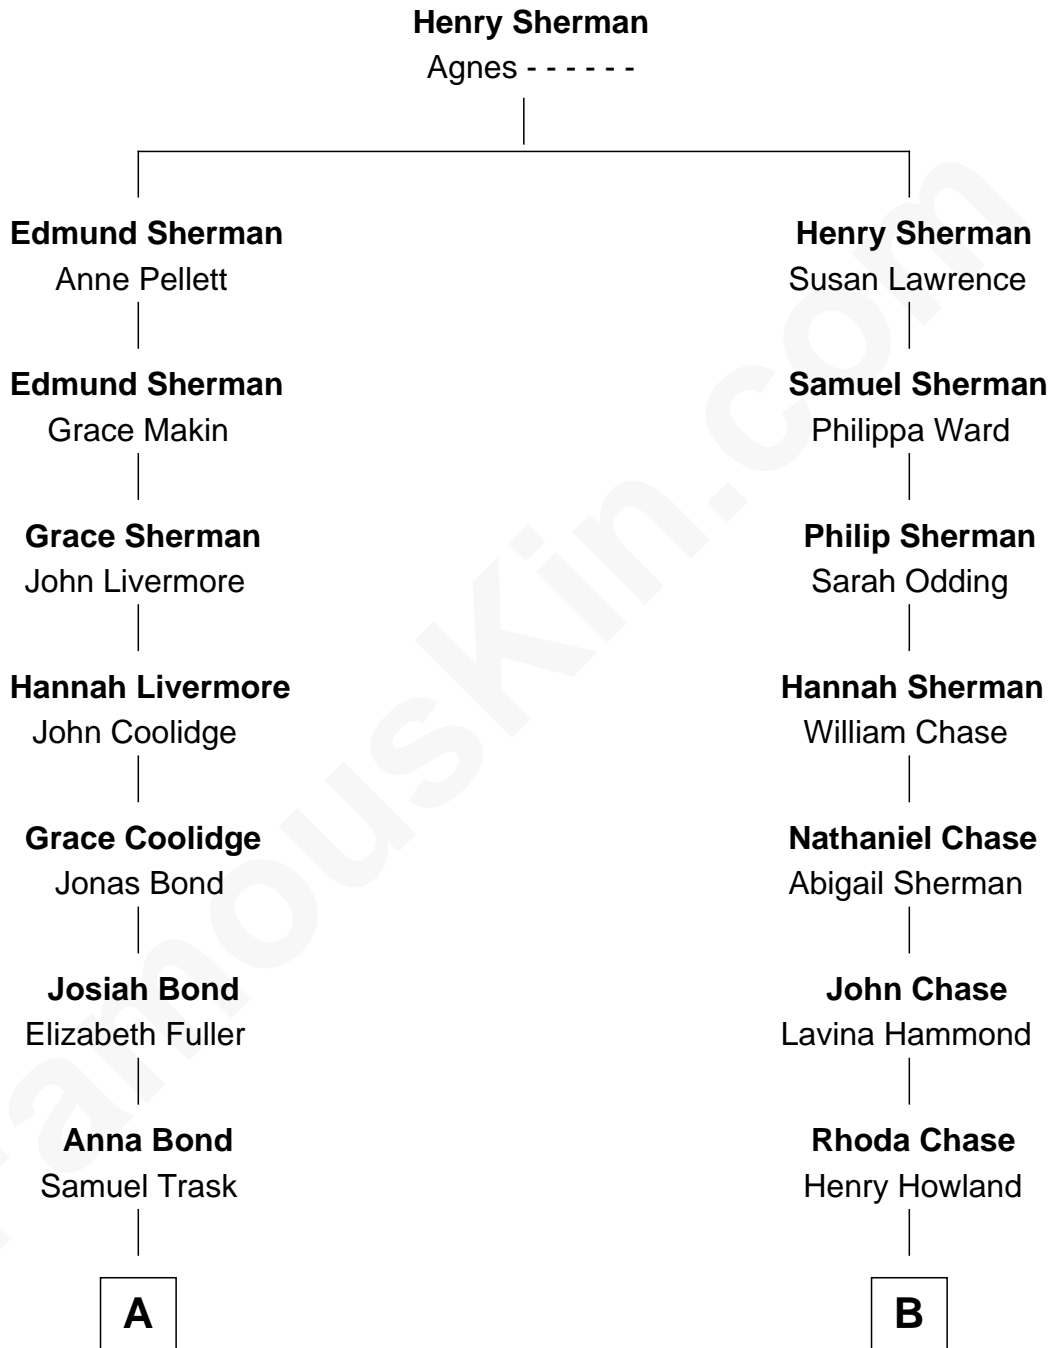 Henry Sherman
Agnes - - - - - -
Edmund Sherman
Anne Pellett
Edmund Sherman
Grace Makin
Grace Sherman
John Livermore
Hannah Livermore
John Coolidge
Grace Coolidge
Jonas Bond
Josiah Bond
Elizabeth Fuller
Anna Bond
Samuel Trask
A
Henry Sherman
Susan Lawrence
Samuel Sherman
Philippa Ward
Philip Sherman
Sarah Odding
Hannah Sherman
William Chase
Nathaniel Chase
Abigail Sherman
John Chase
Lavina Hammond
Rhoda Chase
Henry Howland
B
FamousKin.com